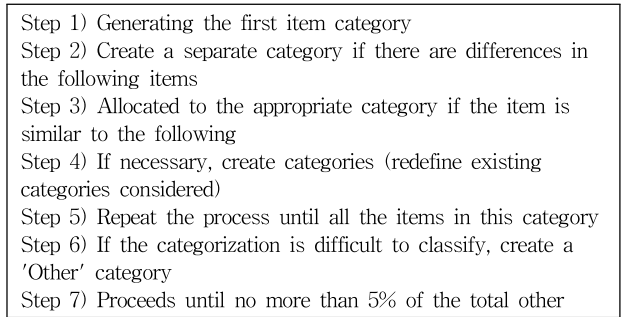 Step 1) Generating the first item category
Step 2) Create a separate category if there are differences in
the following items
Step 3) Allocated to the appropriate category if the item is
similar to the following
Step 4) If necessary, create categories (redefine existing
categories considered)
Step 5) Repeat the process until all the items in this category
Step 6) If the categorization is difficult to classify, create a
'Other' category
Step 7) Proceeds until no more than 5% of the total other